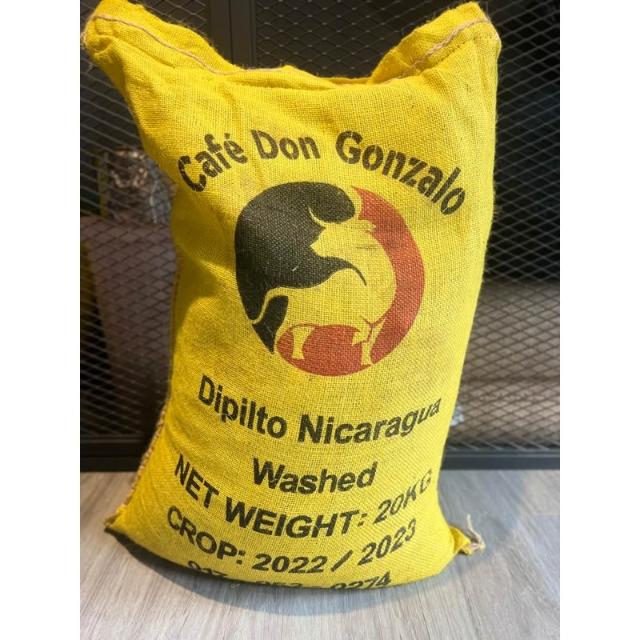 Café Don Gonzalo
Dipilto Nicaragua
Washed
NET WEIGHT: 20KG
CROP: 2022 / 2023